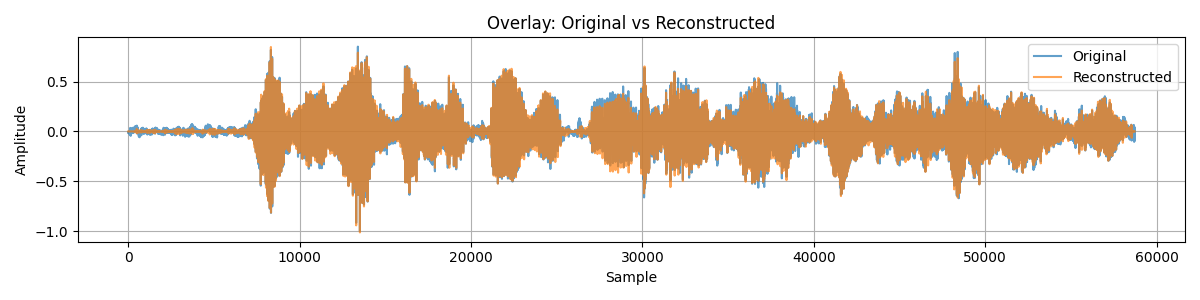 Overlay: Original vs Reconstructed
Original
Reconstructed
Amplitude
0.5
0.0
−0.5
−1.0
0 10000 20000 30000 40000 50000 60000
Sample